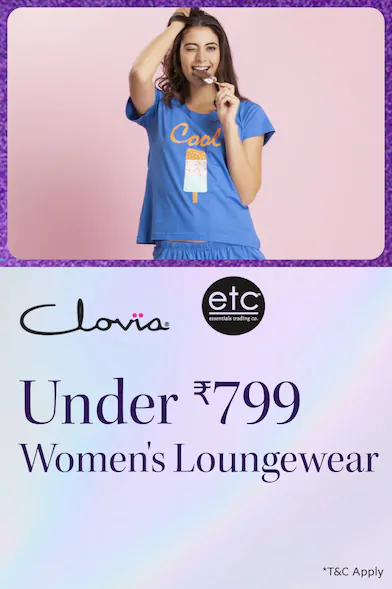 Cool
Clovia
etc
essentials trading co.
Under ₹799
Women's Loungewear
*T&C Apply